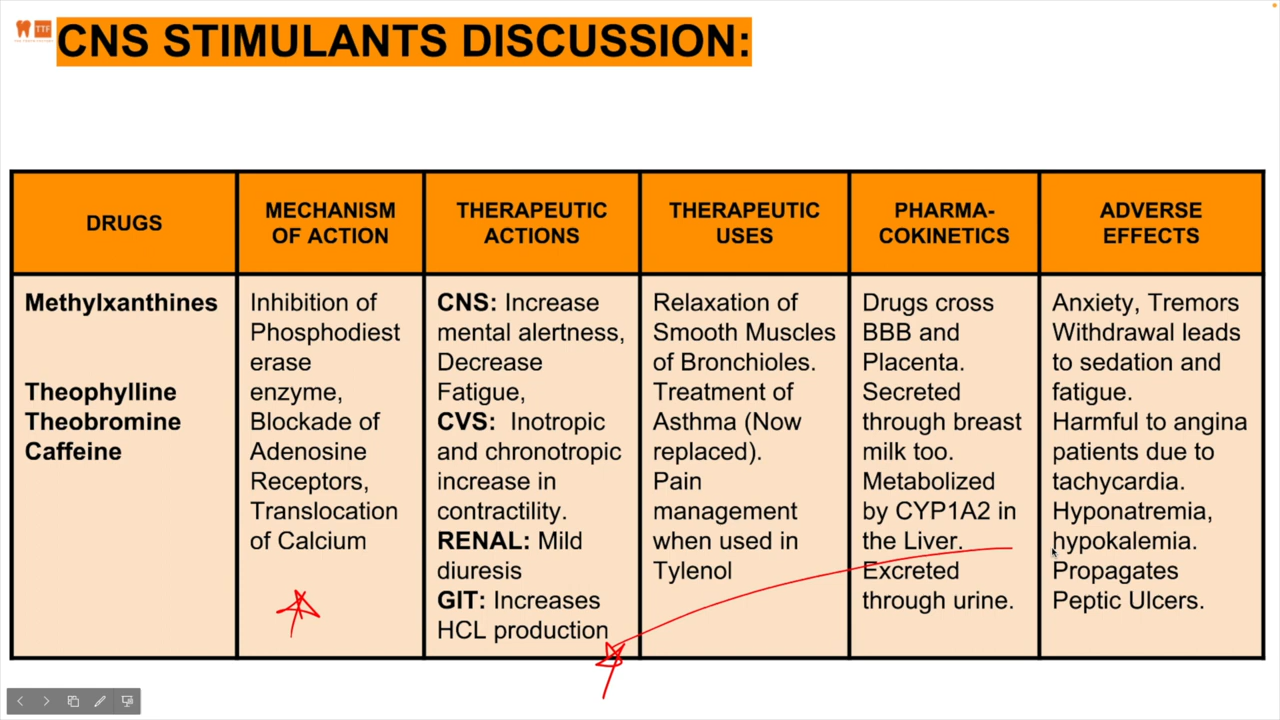 TTF
CNS STIMULANTS DISCUSSION:
DRUGS
MECHANISM
OF ACTION
THERAPEUTIC
ACTIONS
THERAPEUTIC
USES
PHARMA-
COKINETICS
ADVERSE
EFFECTS
Methylxanthines
Theophylline
Theobromine
Caffeine
Inhibition of
Phosphodiest
erase
enzyme,
Blockade of
Adenosine
Receptors,
Translocation
of Calcium
CNS: Increase
mental alertness,
Decrease
Fatigue,
CVS: Inotropic
and chronotropic
increase in
contractility.
RENAL: Mild
diuresis
GIT: Increases
HCL production
Relaxation of
Smooth Muscles
of Bronchioles.
Treatment of
Asthma (Now
replaced).
Pain
management
when used in
Tylenol
Drugs cross
BBB and
Placenta.
Secreted
through breast
milk too.
Metabolized
by CYP1A2 in
the Liver.
Excreted
through urine.
Anxiety, Tremors
Withdrawal leads
to sedation and
fatigue.
Harmful to angina
patients due to
tachycardia.
Hyponatremia,
hypokalemia.
Propagates
Peptic Ulcers.